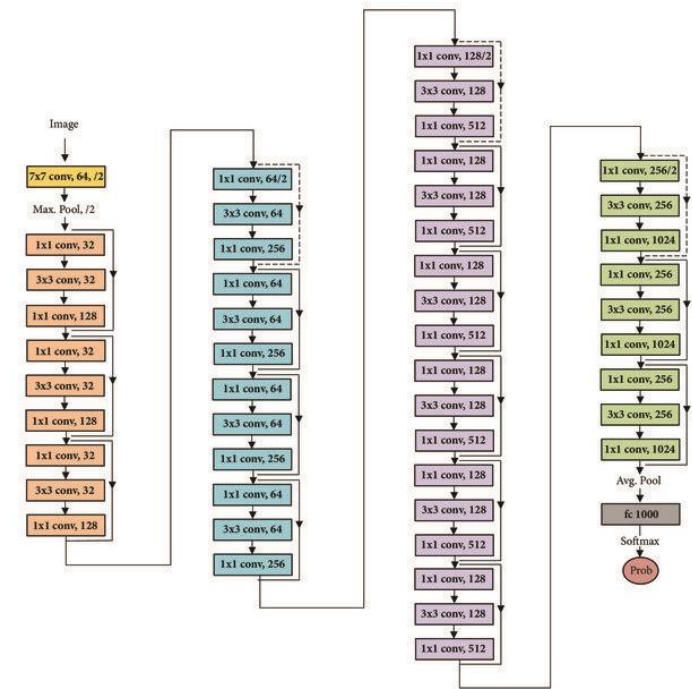 Image
7x7 conv, 64, /2
Max. Pool, /2
1x1 conv, 32
3x3 conv, 32
1x1 conv, 128
1x1 conv, 32
3x3 conv, 32
1x1 conv, 128
1x1 conv, 32
3x3 conv, 32
1x1 conv, 128
1x1 conv, 64/2
3x3 conv, 64
1x1 conv, 256
1x1 conv, 64
3x3 conv, 64
1x1 conv, 256
1x1 conv, 64
3x3 conv, 64
1x1 conv, 256
1x1 conv, 64
3x3 conv, 64
1x1 conv, 256
1x1 conv, 128/2
3x3 conv, 128
1x1 conv, 512
1x1 conv, 128
3x3 conv, 128
1x1 conv, 512
1x1 conv, 128
3x3 conv, 128
1x1 conv, 512
1x1 conv, 128
3x3 conv, 128
1x1 conv, 512
1x1 conv, 128
3x3 conv, 128
1x1 conv, 512
1x1 conv, 128
3x3 conv, 128
1x1 conv, 512
1x1 conv, 256/2
3x3 conv, 256
1x1 conv, 1024
1x1 conv, 256
3x3 conv, 256
1x1 conv, 1024
1x1 conv, 256
3x3 conv, 256
1x1 conv, 1024
Avg. Pool
fc 1000
Softmax
Prob